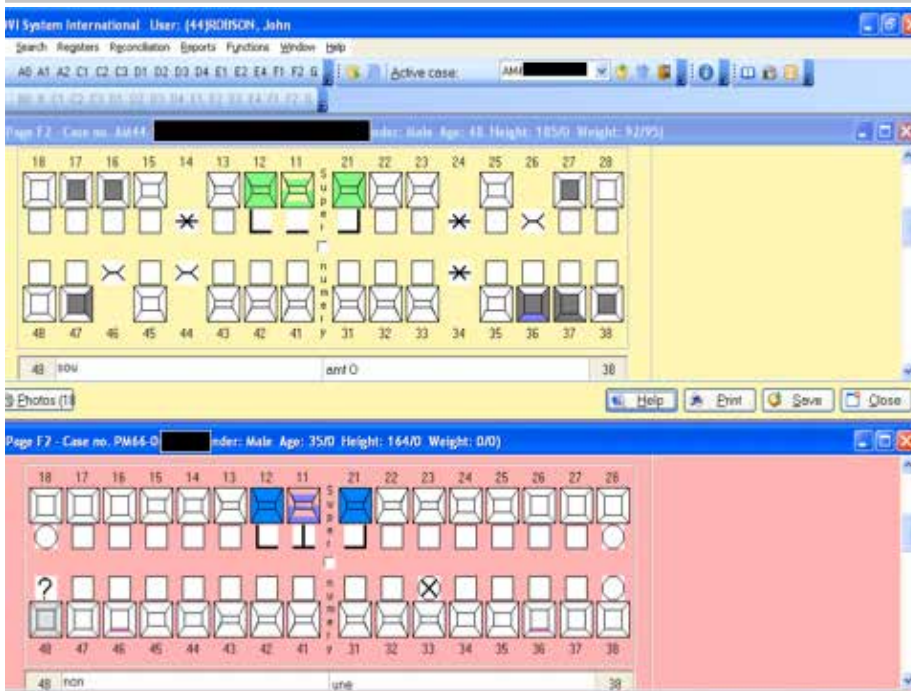 VI System International User: (44)ROBSON, John
Search Registers Reconciliation Reports Functions Window Help
A0 A1 A2 C1 C2 C3 D1 D2 D3 D4 E1 E2 E4 F1 F2 G Active case: AM4
Page F2 - Case no. AM44- nder: Male Age: 48 Height: 185/0 Weight: 92/95)
18 17 16 15 14 13 12 11 21 22 23 24 25 26 27 28
Super
numery
48 47 46 45 44 43 42 41 31 32 33 34 35 36 37 38
48 sou amf O 38
Photos (1 Help Print Save Close
Page F2 - Case no. PM66-0 nder: Male Age: 35/0 Height: 164/0 Weight: 0/0)
18 17 16 15 14 13 12 11 21 22 23 24 25 26 27 28
Super
?
numery
48 47 46 45 44 43 42 41 31 32 33 34 35 36 37 38
48 non une 38